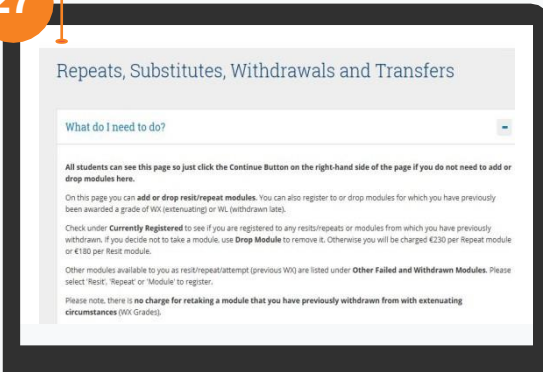 27
Repeats, Substitutes, Withdrawals and Transfers
What do I need to do?
-
All students can see this page so just click the Continue Button on the right-hand side of the page if you do not need to add or
drop modules here.
On this page you can add or drop resit/repeat modules. You can also register to or drop modules for which you have previously
been awarded a grade of WX (extenuating) or WL (withdrawn late).
Check under Currently Registered to see if you are registered to any resits/repeats or modules from which you have previously
withdrawn. If you decide not to take a module, use Drop Module to remove it. Otherwise you will be charged €230 per Repeat module
or €180 per Resit module.
Other modules available to you as resit/repeat/attempt (previous WX) are listed under Other Failed and Withdrawn Modules. Please
select 'Resit', 'Repeat' or 'Module' to register.
Please note, there is no charge for retaking a module that you have previously withdrawn from with extenuating
circumstances (WX Grades).